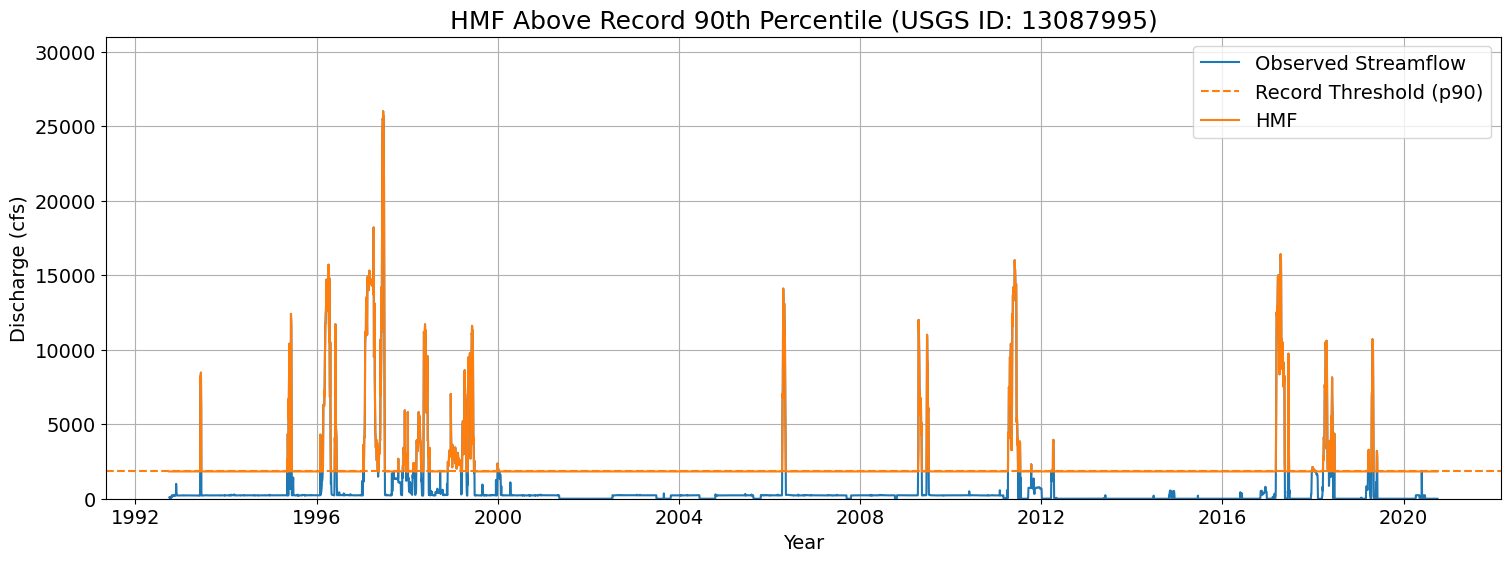 HMF Above Record 90th Percentile (USGS ID: 13087995)
30000
25000
20000
15000
10000
5000
0
Discharge (cfs)
Observed Streamflow
Record Threshold (p90)
HMF
1992
1996
2000
2004
2008
2012
2016
2020
Year